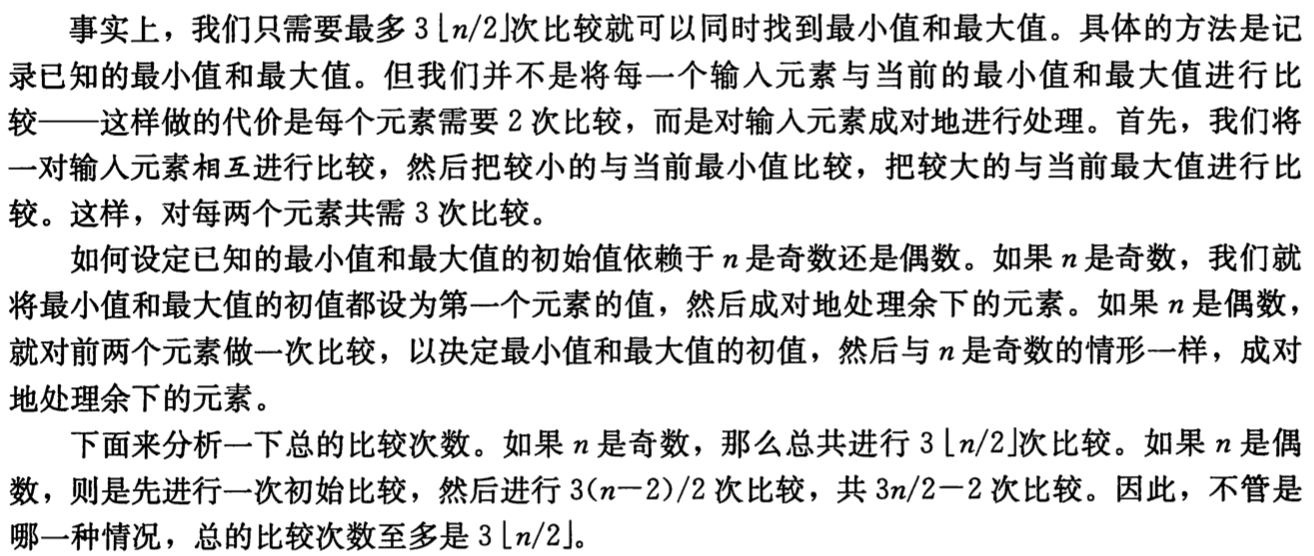 事实上，我们只需要最多 3⌊n/2⌋次比较就可以同时找到最小值和最大值。具体的方法是记
录已知的最小值和最大值。但我们并不是将每一个输入元素与当前的最小值和最大值进行比
较——这样做的代价是每个元素需要 2 次比较，而是对输入元素成对地进行处理。首先，我们将
一对输入元素相互进行比较，然后把较小的与当前最小值比较，把较大的与当前最大值进行比
较。这样，对每两个元素共需 3 次比较。
如何设定已知的最小值和最大值的初始值依赖于 n 是奇数还是偶数。如果 n 是奇数，我们就
将最小值和最大值的初值都设为第一个元素的值，然后成对地处理余下的元素。如果 n 是偶数，
就对前两个元素做一次比较，以决定最小值和最大值的初值，然后与 n 是奇数的情形一样，成对
地处理余下的元素。
下面来分析一下总的比较次数。如果 n 是奇数，那么总共进行 3⌊n/2⌋次比较。如果 n 是偶
数，则是先进行一次初始比较，然后进行 3(n－2)/2 次比较，共 3n/2－2 次比较。因此，不管是
哪一种情况，总的比较次数至多是 3⌊n/2⌋。